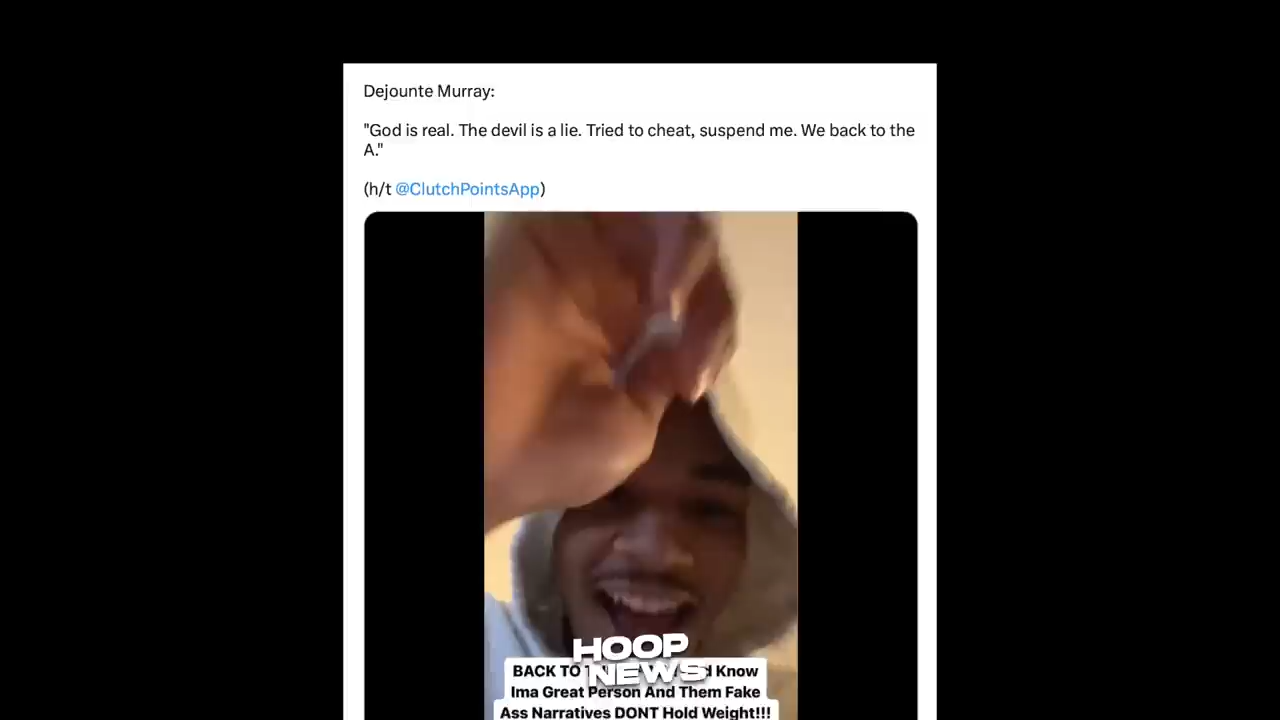 Dejounte Murray:
"God is real. The devil is a lie. Tried to cheat, suspend me. We back to the
A."
(h/t @ClutchPointsApp)
HOOP
NEWS
BACK TO Know
Ima Great Person And Them Fake
Ass Narratives DONT Hold Weight!!!